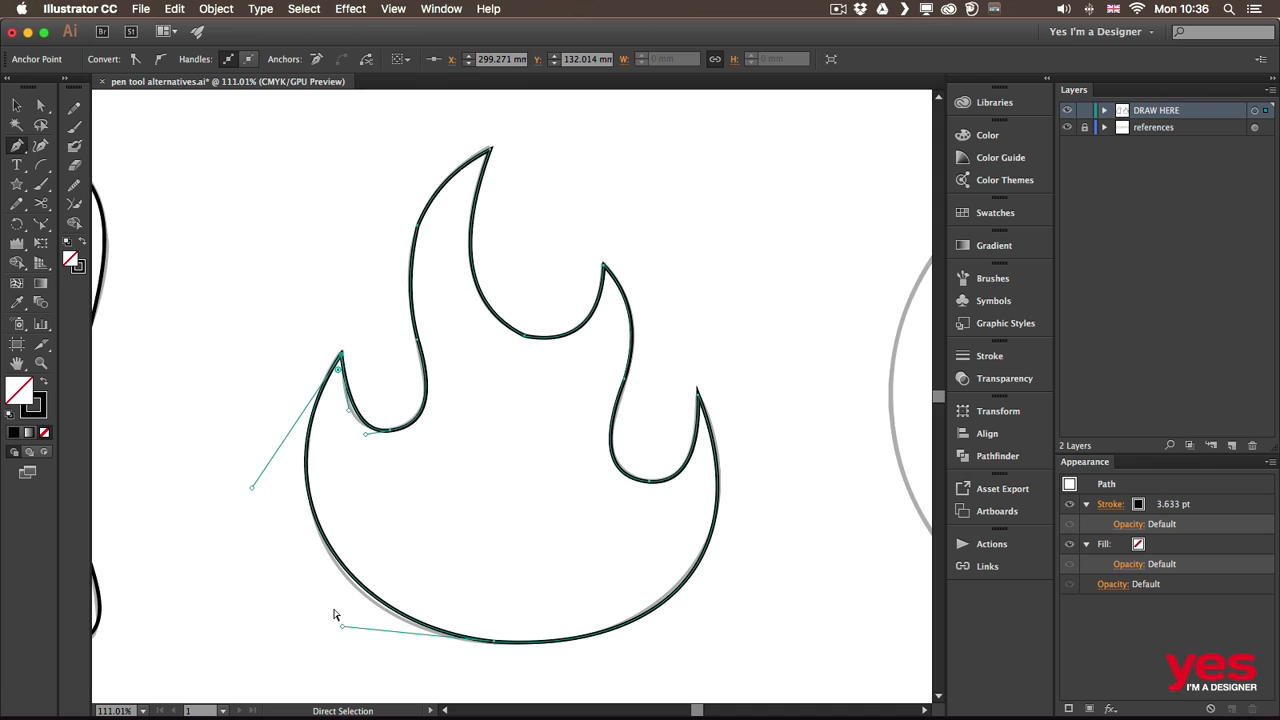 Illustrator CC File Edit Object Type Select Effect View Window Help Mon 10:36
Ai Br St Yes I'm a Designer
Anchor Point Convert: Handles: Anchors: X: 299.271 mm Y: 132.014 mm W: 0 mm H: 0 mm
× pen tool alternatives.ai* @ 111.01% (CMYK/GPU Preview)
Libraries
Color
Color Guide
Color Themes
Swatches
Gradient
Brushes
Symbols
Graphic Styles
Stroke
Transparency
Transform
Align
Pathfinder
Asset Export
Artboards
Actions
Links
Layers
DRAW HERE
references
2 Layers
Appearance
Path
Stroke: 3.633 pt
Opacity: Default
Fill:
Opacity: Default
Opacity: Default
yes
I'M A DESIGNER
111.01% 1 Direct Selection